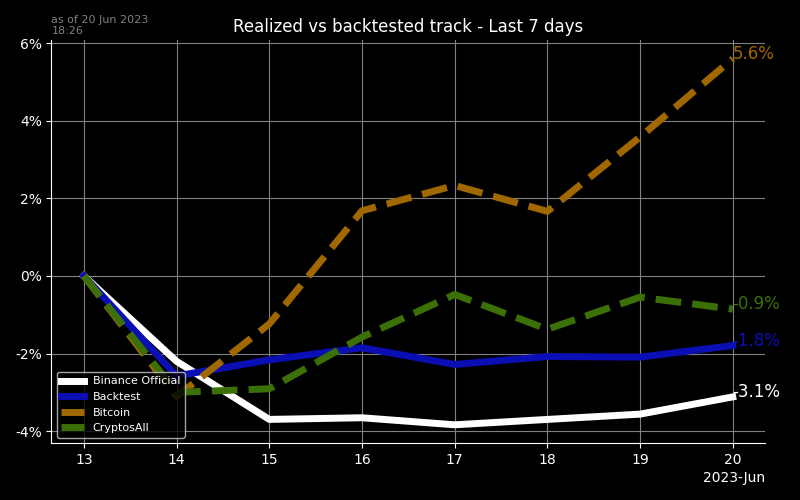 as of 20 Jun 2023
18:26
Realized vs backtested track - Last 7 days
6%
4%
2%
0%
-2%
-4%
5.6%
-0.9%
-1.8%
-3.1%
Binance Official
Backtest
Bitcoin
CryptosAll
13 14 15 16 17 18 19 20
2023-Jun